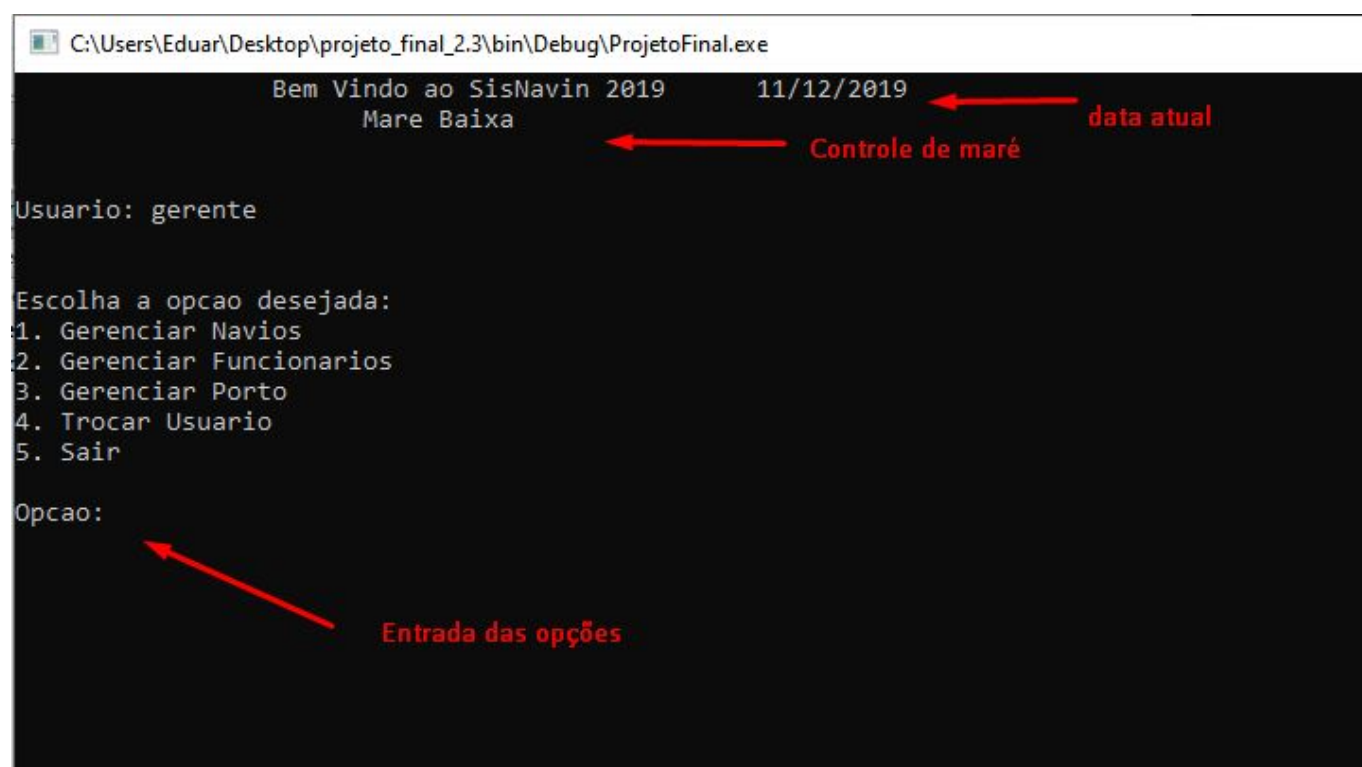 C:\Users\Eduar\Desktop\projeto_final_2.3\bin\Debug\ProjetoFinal.exe
Bem Vindo ao SisNavin 2019 11/12/2019
data atual
Mare Baixa
Controle de maré
Usuario: gerente
Escolha a opcao desejada:
1. Gerenciar Navios
2. Gerenciar Funcionarios
3. Gerenciar Porto
4. Trocar Usuario
5. Sair
Opcao:
Entrada das opções